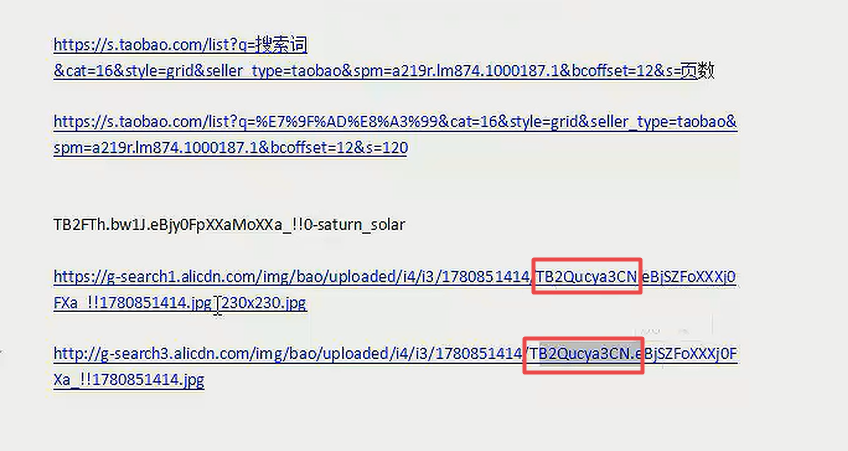 https://s.taobao.com/list?q=搜索词
&cat=16&style=grid&seller_type=taobao&spm=a219r.lm874.1000187.1&bcoffset=12&s=页数
https://s.taobao.com/list?q=%E7%9F%AD%E8%A3%99&cat=16&style=grid&seller_type=taobao&
spm=a219r.lm874.1000187.1&bcoffset=12&s=120
TB2FTh.bw1J.eBjy0FpXXaMoXXa_!!0-saturn_solar
https://g-search1.alicdn.com/img/bao/uploaded/i4/i3/1780851414/TB2Qucya3CN.eBjSZFoXXXj0
FXa_!!1780851414.jpg_230x230.jpg
http://g-search3.alicdn.com/img/bao/uploaded/i4/i3/1780851414/TB2Qucya3CN.eBjSZFoXXXj0F
Xa_!!1780851414.jpg